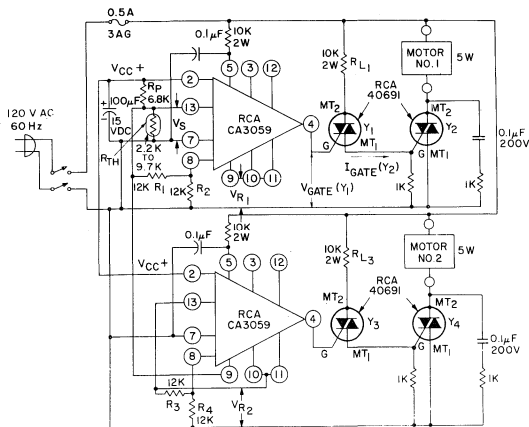 0.5A
3AG
10K
2W
0.1µF
VCC+
2
5
3
12
10K
2W
RL1
MOTOR
NO.1
5W
100µF
15
VDC
RP
6.8K
13
VS
RCA
CA3059
4
MT2
Y1
MT1
RCA
40691
MT2
Y2
MT1
G
G
120 V AC
60 Hz
RTH
2.2K
TO
9.7K
7
8
9
10
11
12K
R1
12K
R2
VR1
VGATE(Y1)
IGATE(Y2)
1K
0.1µF
200V
1K
0.1µF
10K
2W
VCC+
2
5
3
12
10K
2W
RL3
MOTOR
NO.2
5W
13
7
8
RCA
CA3059
4
MT2
Y3
MT1
RCA
40691
MT2
Y4
MT1
G
G
9
10
11
12K
R3
R4
12K
VR2
1K
0.1µF
200V
1K